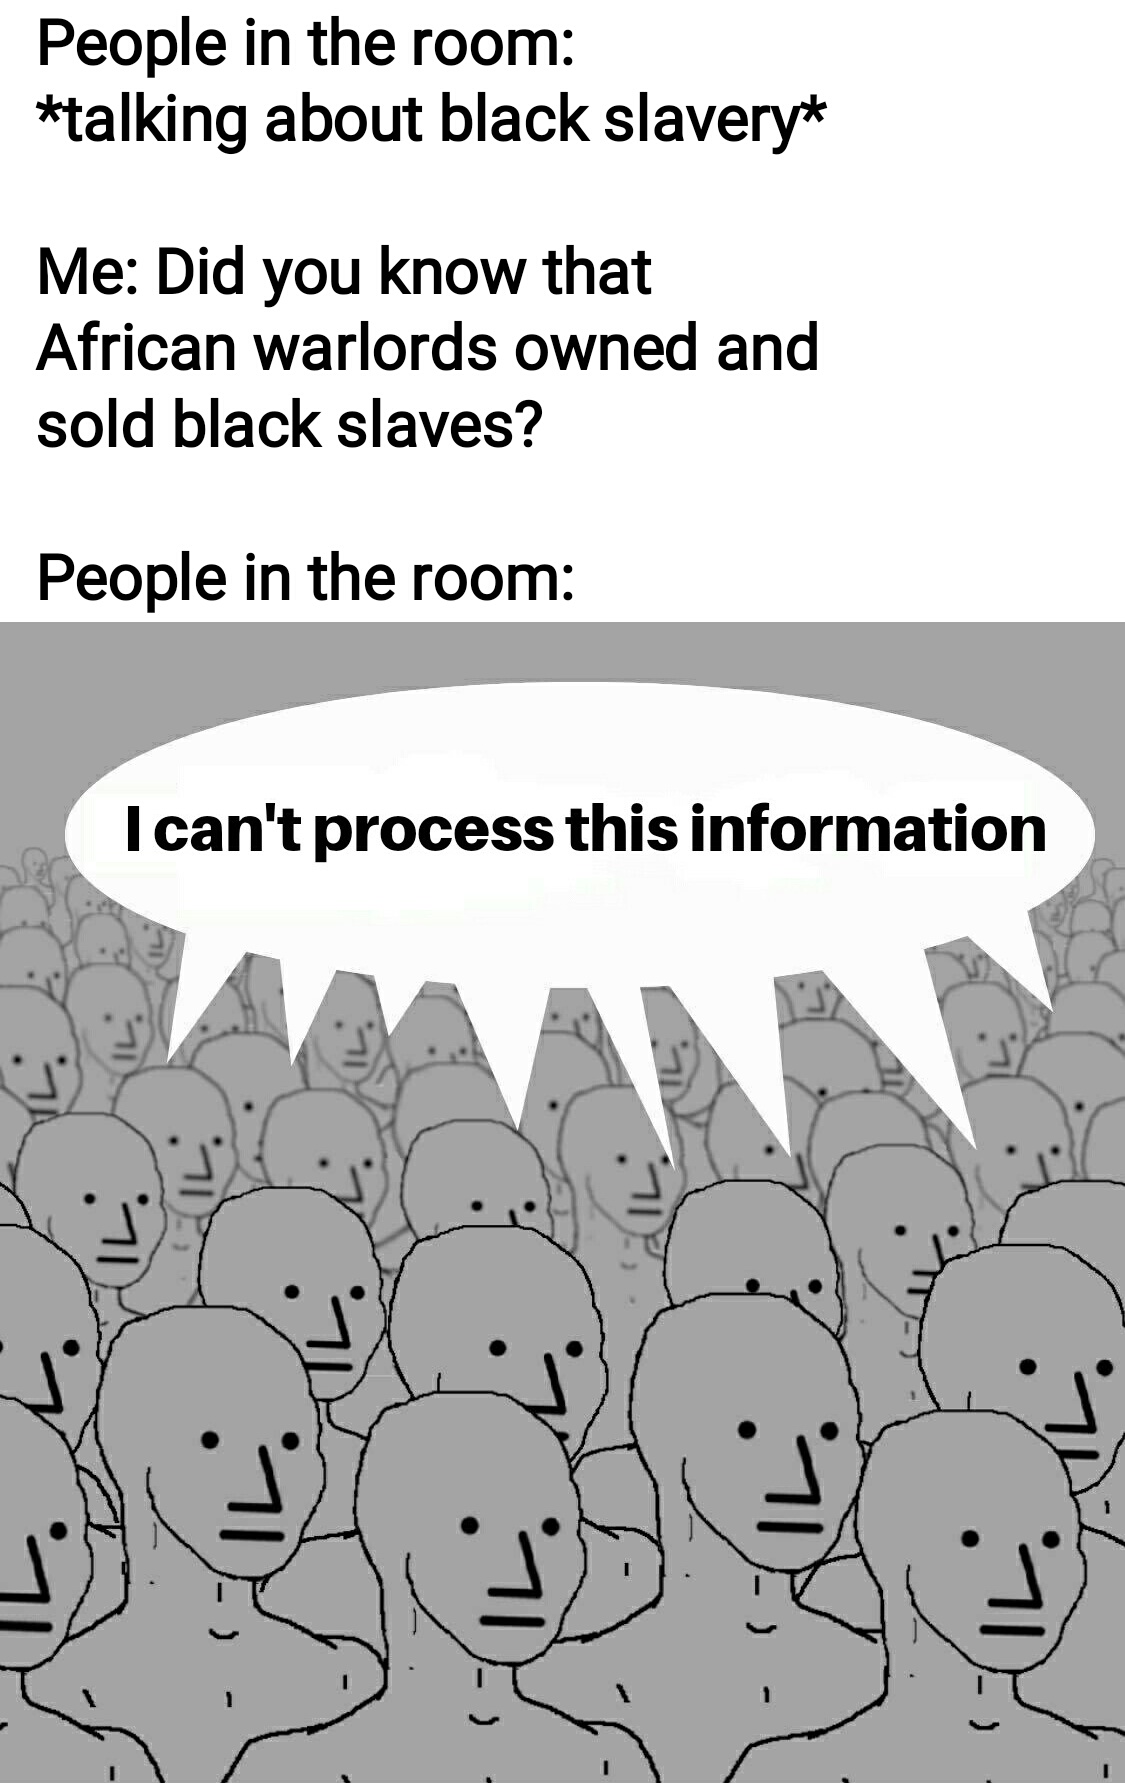 People in the room:
*talking about black slavery*
Me: Did you know that
African warlords owned and
sold black slaves?
People in the room:
I can't process this information